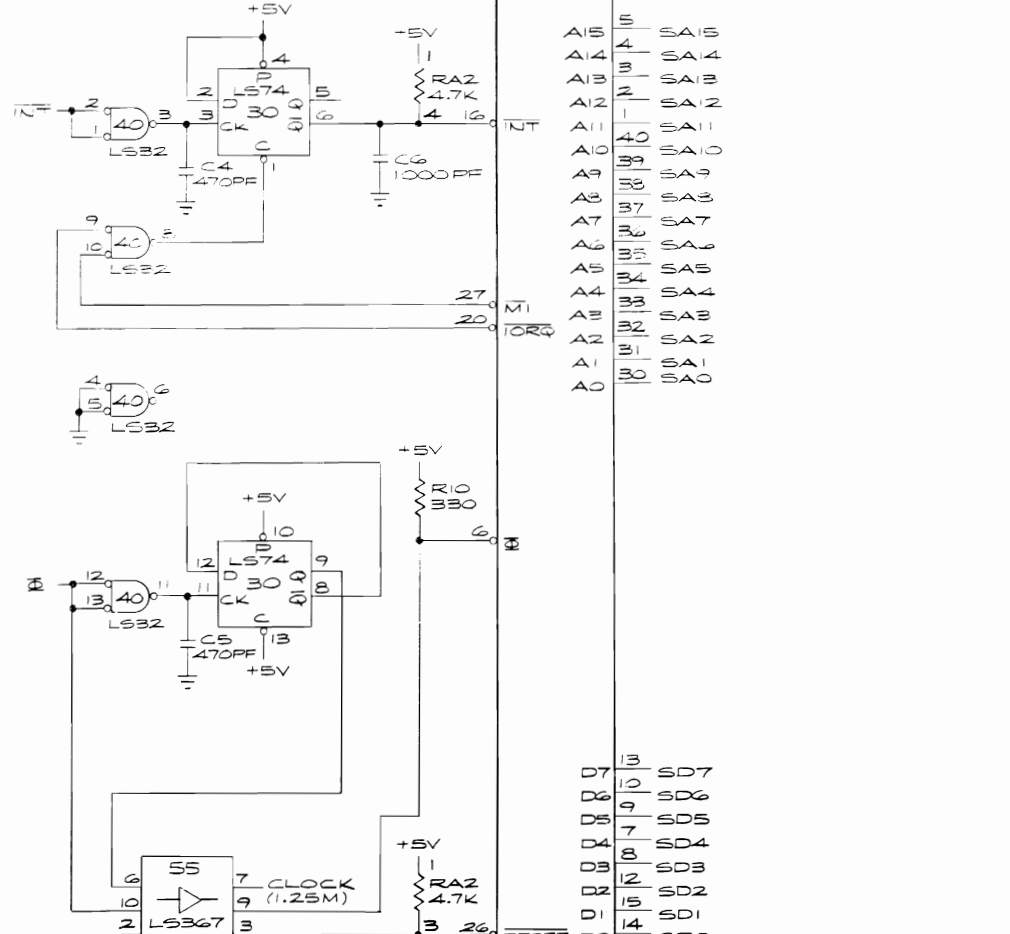 +5V
4
P
LS74
2
D
Q
5
30
3
CK
Q
6
C
1
INT
2
1
40
3
LS32
C4
470PF
+5V
1
RA2
4.7K
4
16
INT
C6
1000PF
9
10
40
8
LS32
27
M1
20
IORQ
4
5
40
6
LS32
+5V
R10
330
6
Φ
+5V
10
P
LS74
12
D
Q
9
30
11
11
CK
Q
8
C
13
+5V
Φ
12
13
40
LS32
C5
470PF
55
6
7
CLOCK
(1.25M)
10
9
2
LS367
3
+5V
1
RA2
4.7K
3
26
A15 5 SA15
A14 4 SA14
A13 3 SA13
A12 2 SA12
A11 1 SA11
A10 40 SA10
A9 39 SA9
A8 38 SA8
A7 37 SA7
A6 36 SA6
A5 35 SA5
A4 34 SA4
A3 33 SA3
A2 32 SA2
A1 31 SA1
A0 30 SA0
D7 13 SD7
D6 10 SD6
D5 9 SD5
D4 7 SD4
D3 8 SD3
D2 12 SD2
D1 15 SD1
14